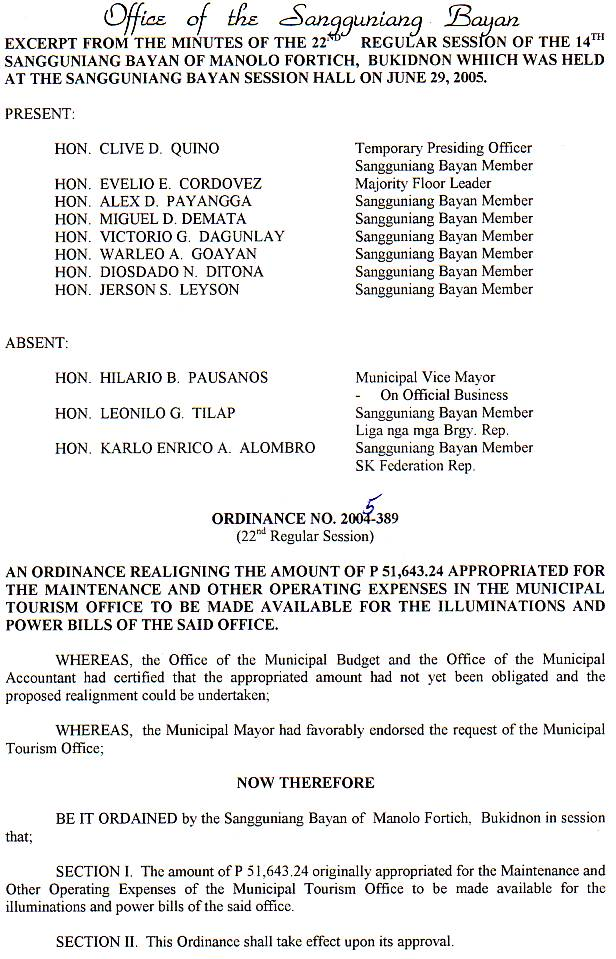 Office of the Sangguniang Bayan
EXCERPT FROM THE MINUTES OF THE 22ND REGULAR SESSION OF THE 14TH
SANGGUNIANG BAYAN OF MANOLO FORTICH, BUKIDNON WHIICH WAS HELD
AT THE SANGGUNIANG BAYAN SESSION HALL ON JUNE 29, 2005.
PRESENT:
HON. CLIVE D. QUINO Temporary Presiding Officer
Sangguniang Bayan Member
HON. EVELIO E. CORDOVEZ Majority Floor Leader
HON. ALEX D. PAYANGGA Sangguniang Bayan Member
HON. MIGUEL D. DEMATA Sangguniang Bayan Member
HON. VICTORIO G. DAGUNLAY Sangguniang Bayan Member
HON. WARLEO A. GOAYAN Sangguniang Bayan Member
HON. DIOSDADO N. DITONA Sangguniang Bayan Member
HON. JERSON S. LEYSON Sangguniang Bayan Member
ABSENT:
HON. HILARIO B. PAUSANOS Municipal Vice Mayor
- On Official Business
HON. LEONILO G. TILAP Sangguniang Bayan Member
Liga nga mga Brgy. Rep.
HON. KARLO ENRICO A. ALOMBRO Sangguniang Bayan Member
SK Federation Rep.
5
ORDINANCE NO. 2004-389
(22nd Regular Session)
AN ORDINANCE REALIGNING THE AMOUNT OF P 51,643.24 APPROPRIATED FOR
THE MAINTENANCE AND OTHER OPERATING EXPENSES IN THE MUNICIPAL
TOURISM OFFICE TO BE MADE AVAILABLE FOR THE ILLUMINATIONS AND
POWER BILLS OF THE SAID OFFICE.
WHEREAS, the Office of the Municipal Budget and the Office of the Municipal
Accountant had certified that the appropriated amount had not yet been obligated and the
proposed realignment could be undertaken;
WHEREAS, the Municipal Mayor had favorably endorsed the request of the Municipal
Tourism Office;
NOW THEREFORE
BE IT ORDAINED by the Sangguniang Bayan of Manolo Fortich, Bukidnon in session
that;
SECTION I. The amount of P 51,643.24 originally appropriated for the Maintenance and
Other Operating Expenses of the Municipal Tourism Office to be made available for the
illuminations and power bills of the said office.
SECTION II. This Ordinance shall take effect upon its approval.